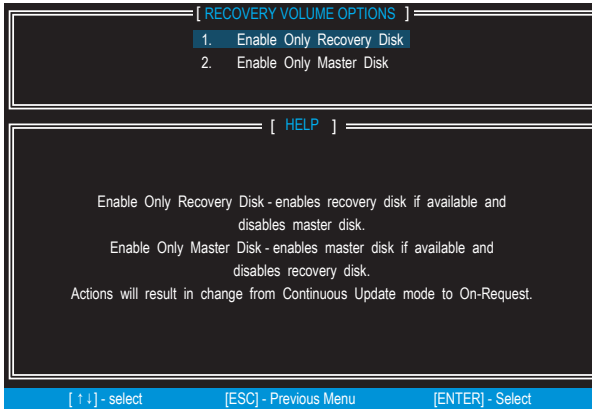 [ RECOVERY VOLUME OPTIONS ]
1. Enable Only Recovery Disk
2. Enable Only Master Disk
[ HELP ]
Enable Only Recovery Disk - enables recovery disk if available and
disables master disk.
Enable Only Master Disk - enables master disk if available and
disables recovery disk.
Actions will result in change from Continuous Update mode to On-Request.
[ ↑↓] - select [ESC] - Previous Menu [ENTER] - Select